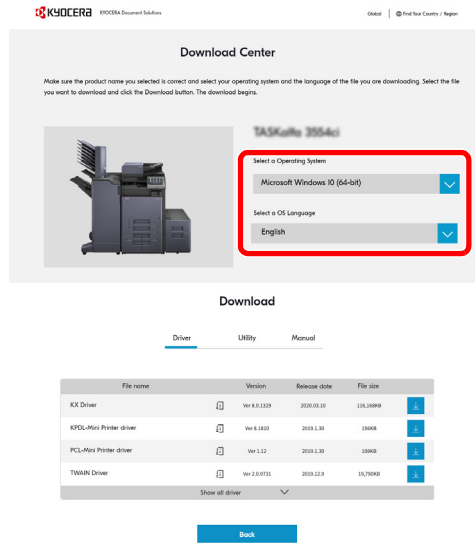 KYOCERA KYOCERA Document Solutions Global Find Your Country / Region
Download Center
Make sure the product name you selected is correct and select your operating system and the language of the file you are downloading. Select the file
you want to download and click the Download button. The download begins.
TASKalfa 3554ci
Select a Operating System
Microsoft Windows 10 (64-bit)
Select a OS Language
English
Download
Driver Utility Manual
File name Version Release date File size
KX Driver Ver 8.0.1329 2020.03.10 116,168KB
KPDL-Mini Printer driver Ver 8.1810 2019.1.30 156KB
PCL-Mini Printer driver Ver 1.12 2019.1.30 108KB
TWAIN Driver Ver 2.0.9731 2019.12.9 19,790KB
Show all driver
Back